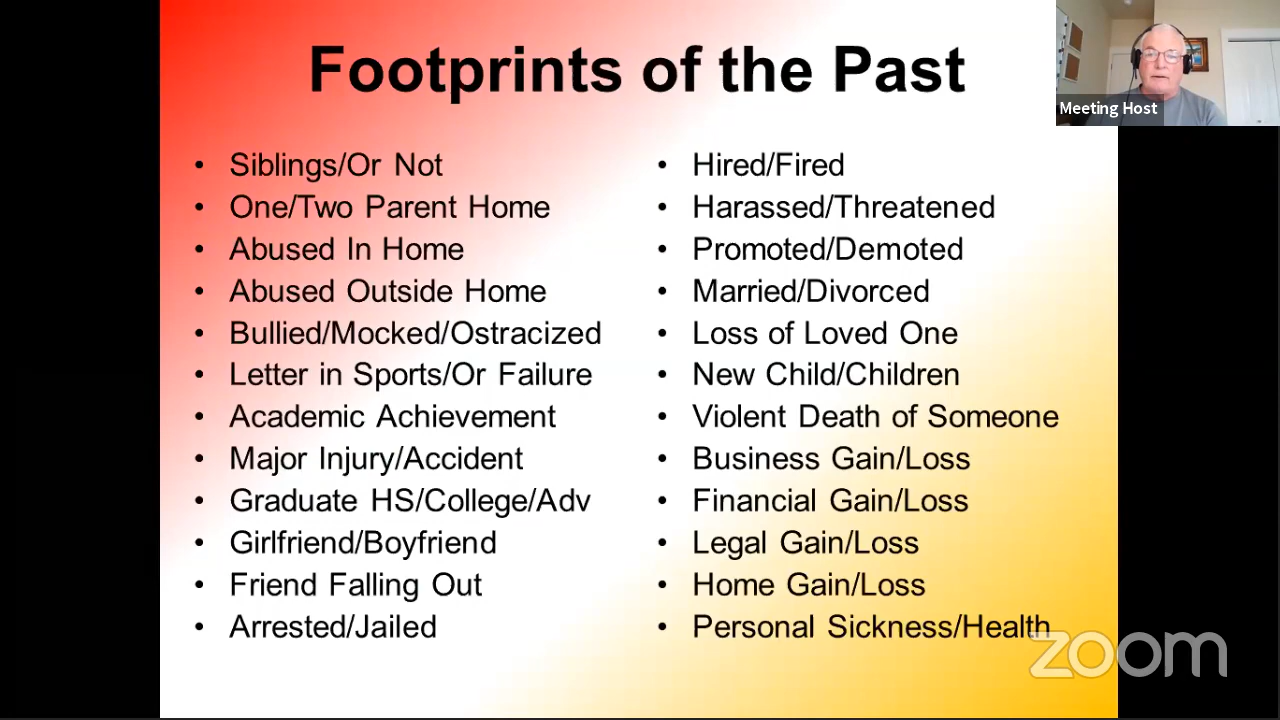 Footprints of the Past
Meeting Host
• Siblings/Or Not
• One/Two Parent Home
• Abused In Home
• Abused Outside Home
• Bullied/Mocked/Ostracized
• Letter in Sports/Or Failure
• Academic Achievement
• Major Injury/Accident
• Graduate HS/College/Adv
• Girlfriend/Boyfriend
• Friend Falling Out
• Arrested/Jailed
• Hired/Fired
• Harassed/Threatened
• Promoted/Demoted
• Married/Divorced
• Loss of Loved One
• New Child/Children
• Violent Death of Someone
• Business Gain/Loss
• Financial Gain/Loss
• Legal Gain/Loss
• Home Gain/Loss
• Personal Sickness/Health
zoom